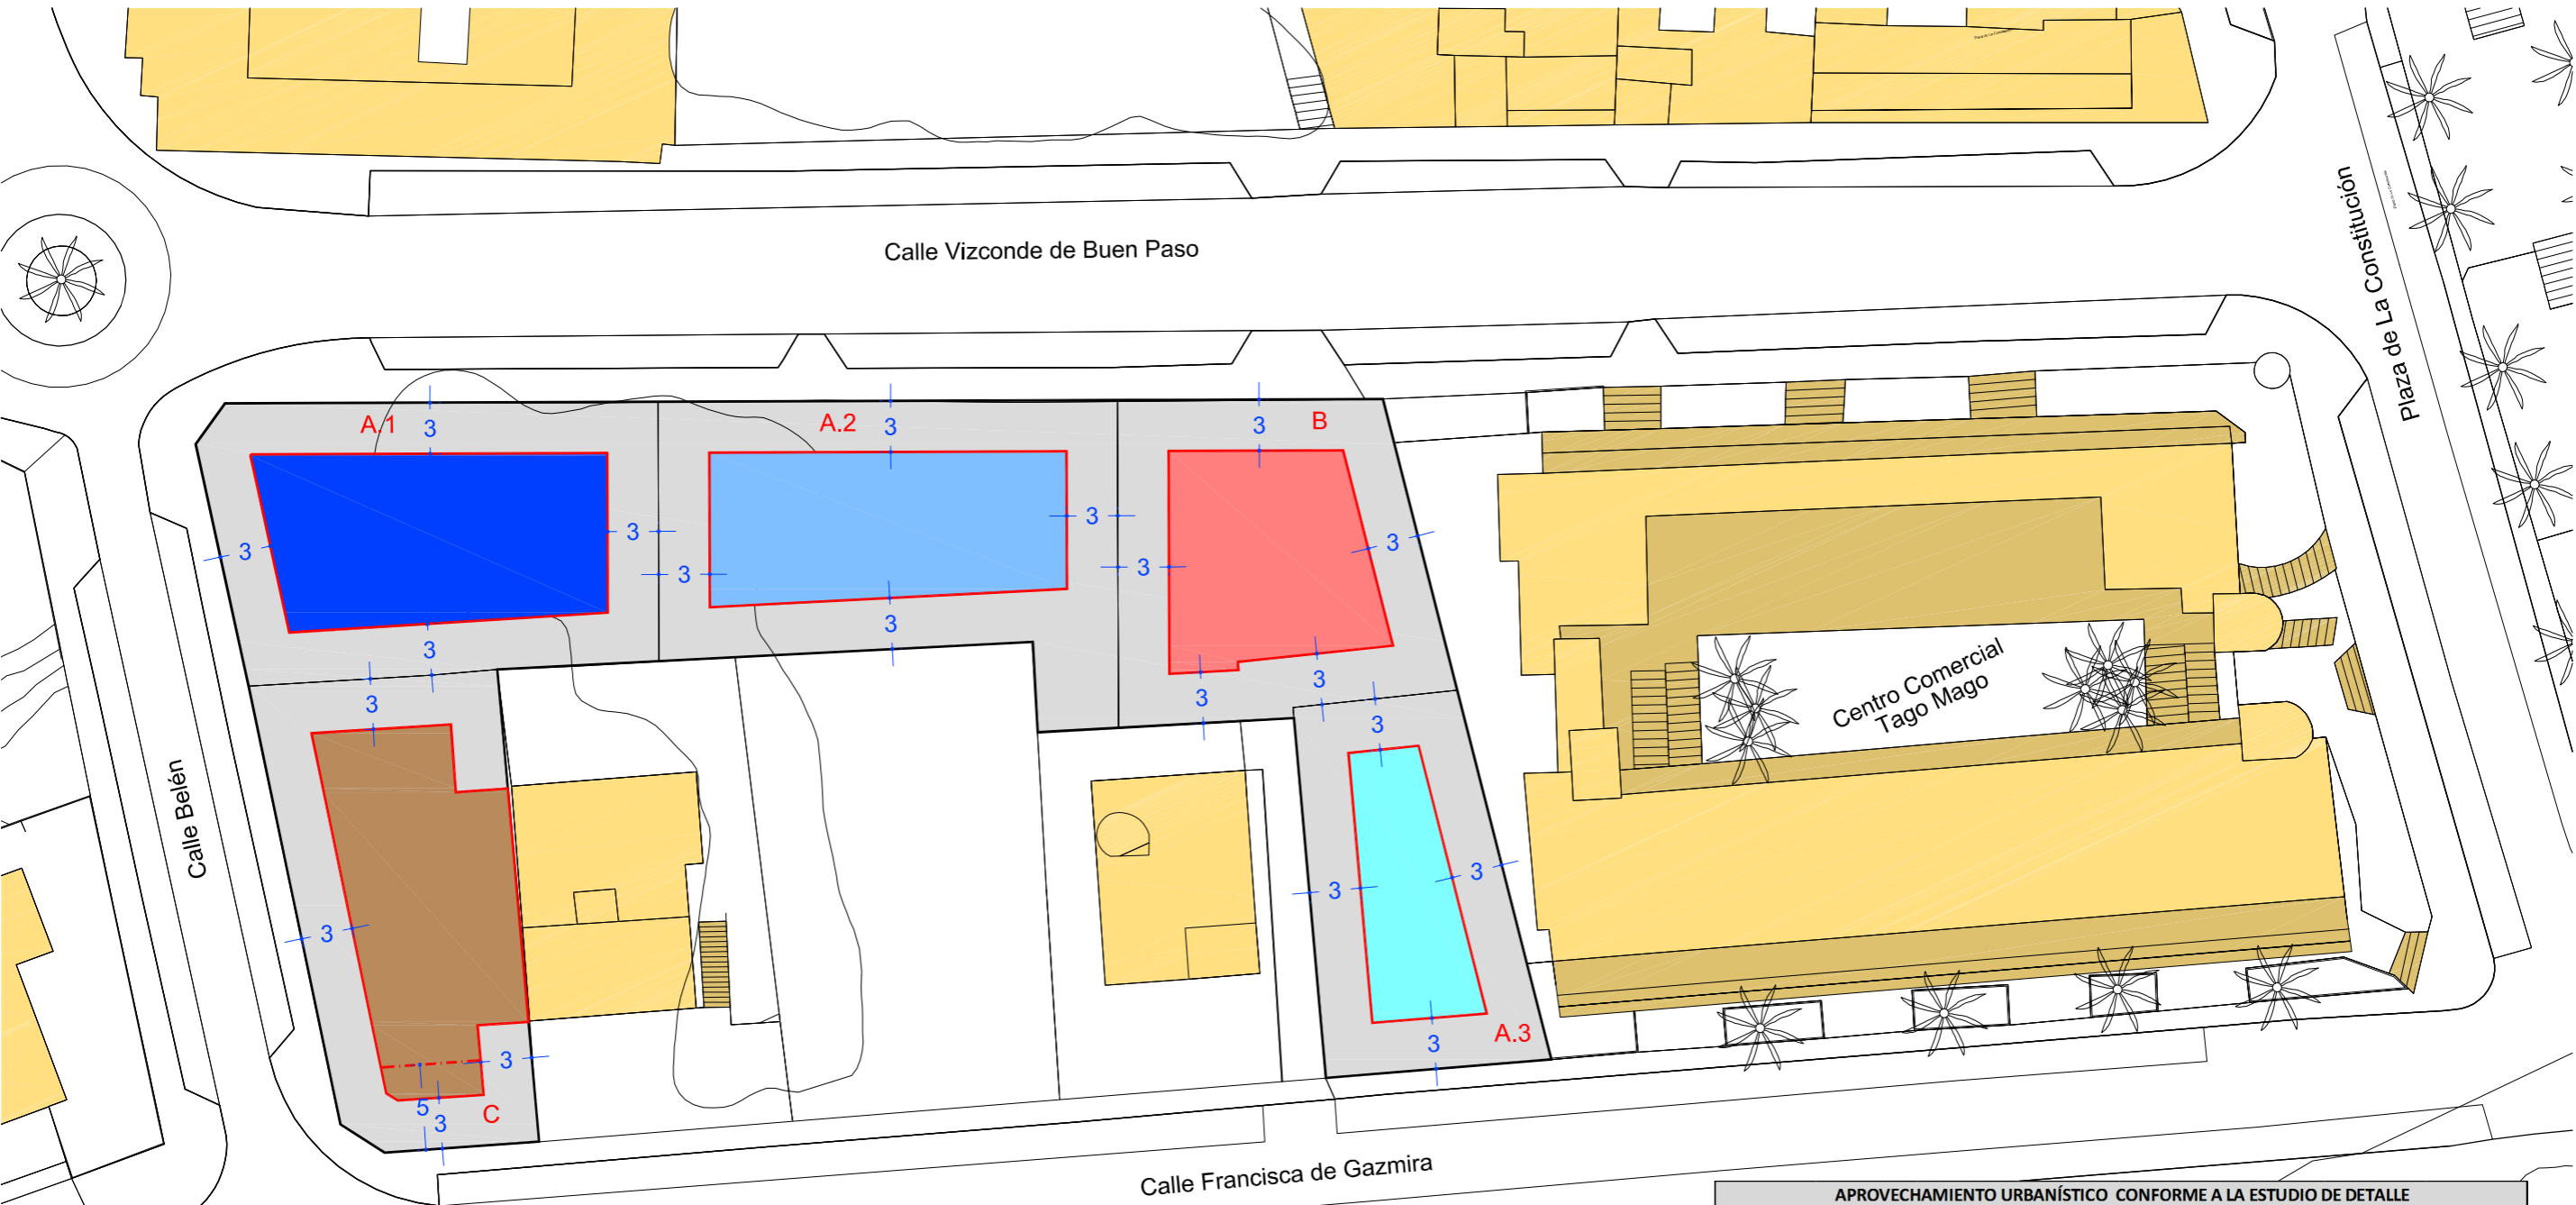 Calle Vizconde de Buen Paso
Plaza de La Constitución
A.1
3
A.2
3
3
B
3
3
3
3
3
3
3
3
3
3
3
3
3
3
Centro Comercial
Tago Mago
Calle Belén
3
3
3
3
A.3
3
5
3
C
Calle Francisca de Gazmira
APROVECHAMIENTO URBANÍSTICO CONFORME A LA ESTUDIO DE DETALLE